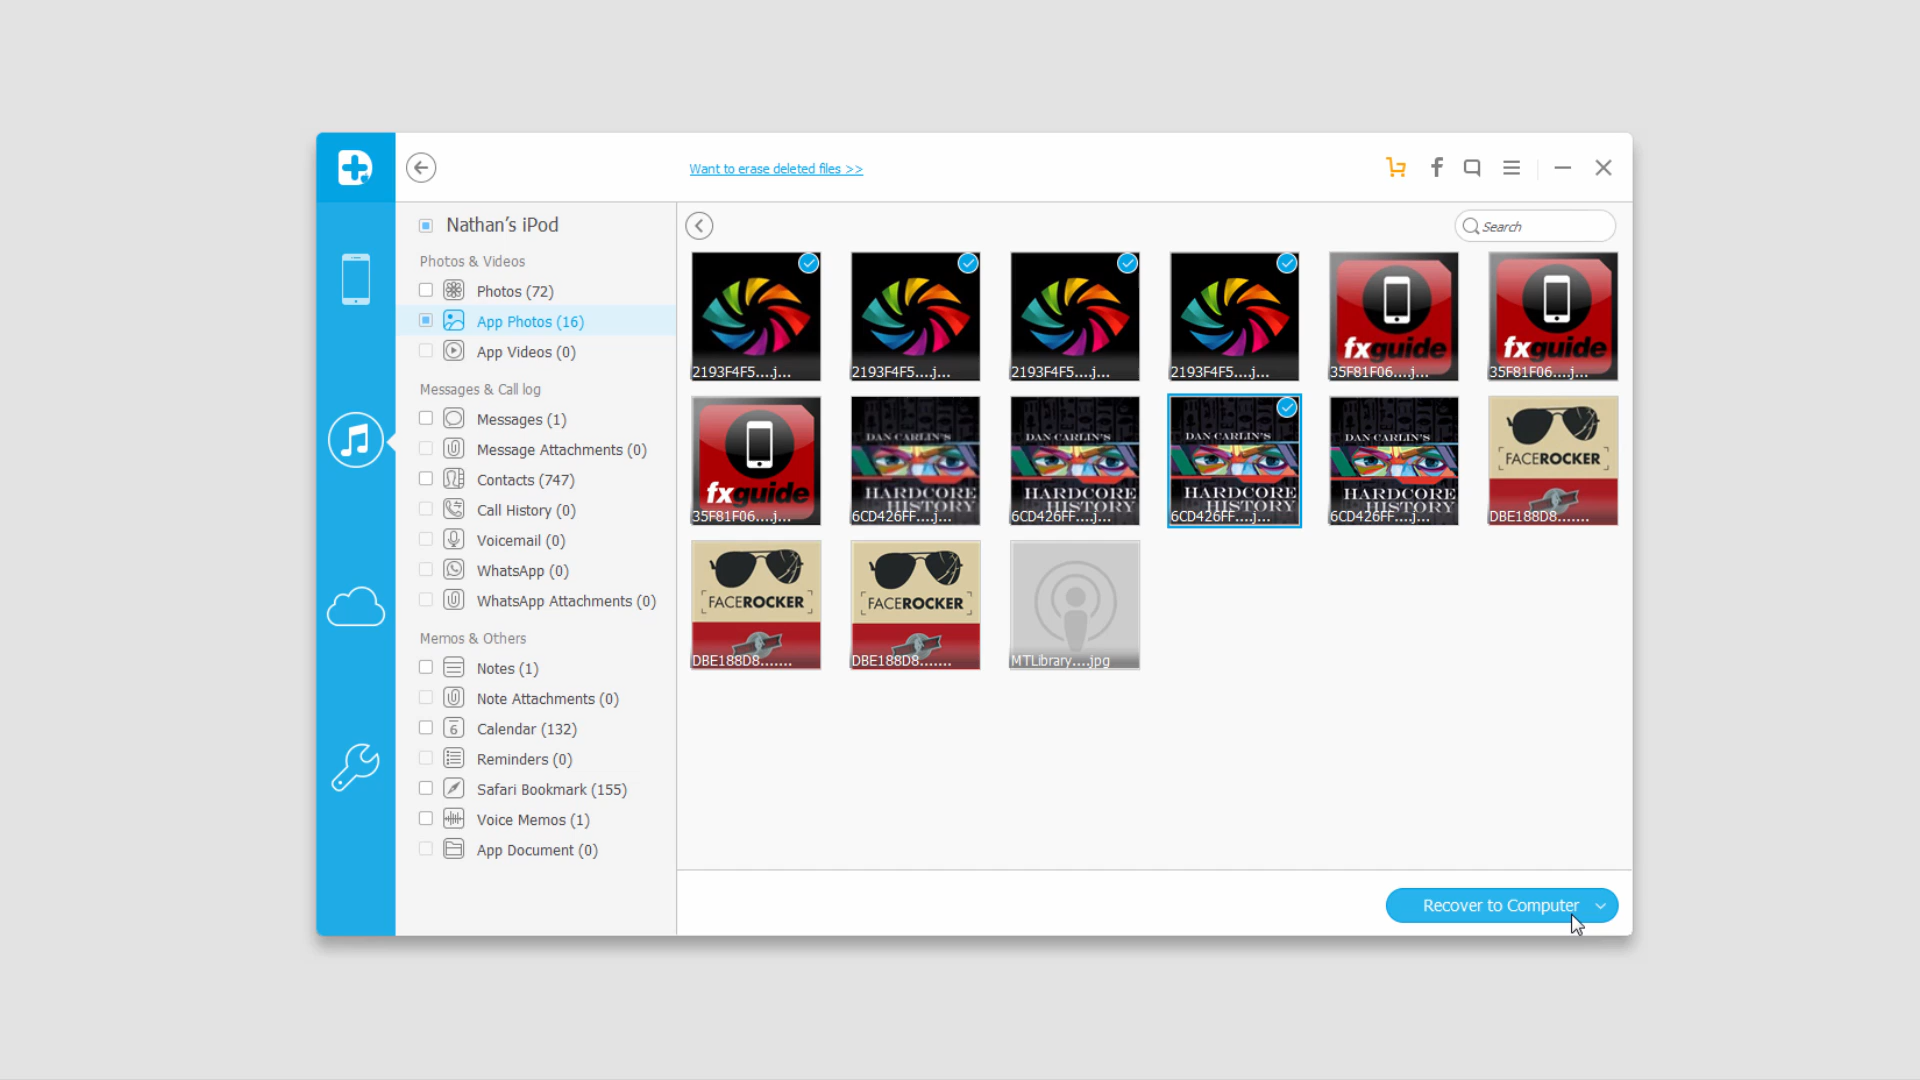 Want to erase deleted files >>
Nathan's iPod
Search
Photos & Videos
Photos (72)
App Photos (16)
App Videos (0)
Messages & Call log
Messages (1)
Message Attachments (0)
Contacts (747)
Call History (0)
Voicemail (0)
WhatsApp (0)
WhatsApp Attachments (0)
Memos & Others
Notes (1)
Note Attachments (0)
6
Calendar (132)
Reminders (0)
Safari Bookmark (155)
Voice Memos (1)
App Document (0)
2193F4F5....j...
2193F4F5....j...
2193F4F5....j...
2193F4F5....j...
fxguide
35F81F06....j...
fxguide
35F81F06....j...
fxguide
35F81F06....j...
DAN CARLIN'S
HARDCORE
HISTORY
6CD426FF....j...
DAN CARLIN'S
HARDCORE
HISTORY
6CD426FF....j...
DAN CARLIN'S
HARDCORE
HISTORY
6CD426FF....j...
DAN CARLIN'S
HARDCORE
HISTORY
6CD426FF....j...
FACEROCKER
DBE188D8.......
FACEROCKER
DBE188D8.......
FACEROCKER
DBE188D8.......
MTLibrary....jpg
Recover to Computer